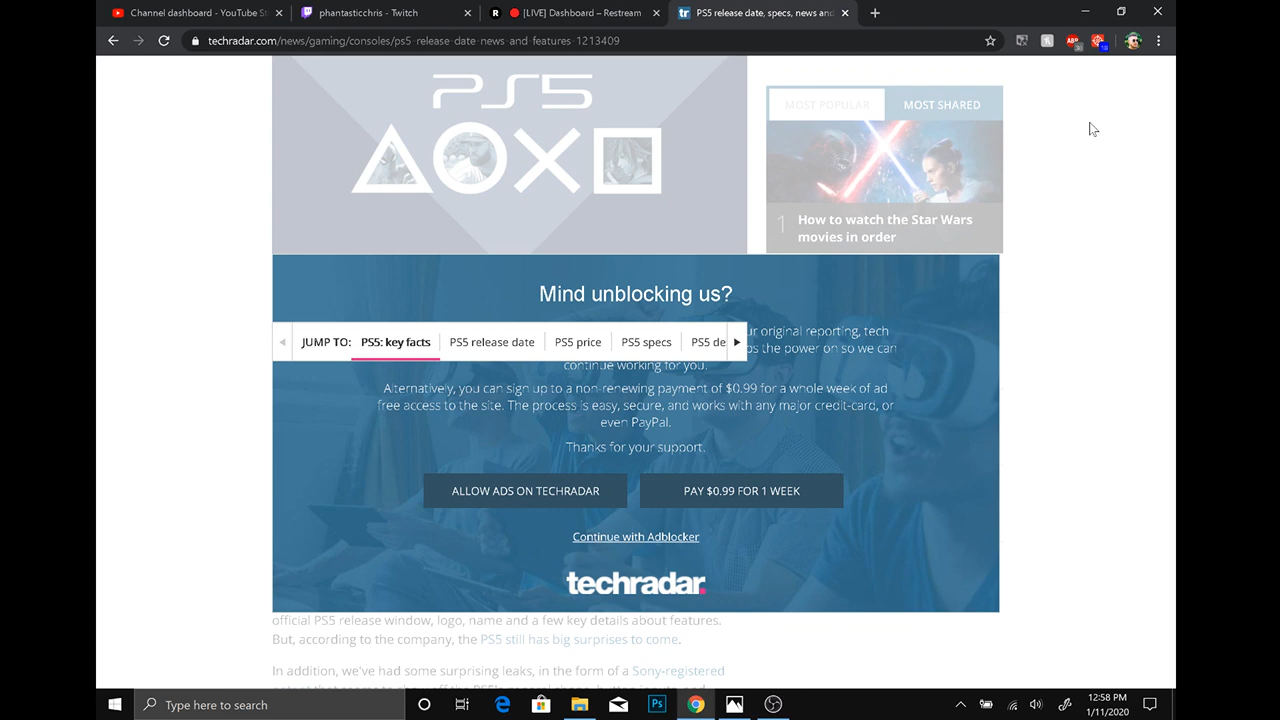 Channel dashboard - YouTube St
phantasticchris - Twitch
R
[LIVE] Dashboard – Restream
tr
PS5 release date, specs, news and
techradar.com/news/gaming/consoles/ps5-release-date-news-and-features-1213409
ABP
PS5
MOST POPULAR
MOST SHARED
1
How to watch the Star Wars
movies in order
Mind unblocking us?
ur original reporting, tech
JUMP TO:
PS5: key facts
PS5 release date
PS5 price
PS5 specs
PS5 de
ps the power on so we can
continue working for you.
Alternatively, you can sign up to a non-renewing payment of $0.99 for a whole week of ad
free access to the site. The process is easy, secure, and works with any major credit-card, or
even PayPal.
Thanks for your support.
ALLOW ADS ON TECHRADAR
PAY $0.99 FOR 1 WEEK
Continue with Adblocker
techradar.
official PS5 release window, logo, name and a few key details about features.
But, according to the company, the PS5 still has big surprises to come.
In addition, we've had some surprising leaks, in the form of a Sony-registered
Type here to search
Ps
12:58 PM
1/11/2020